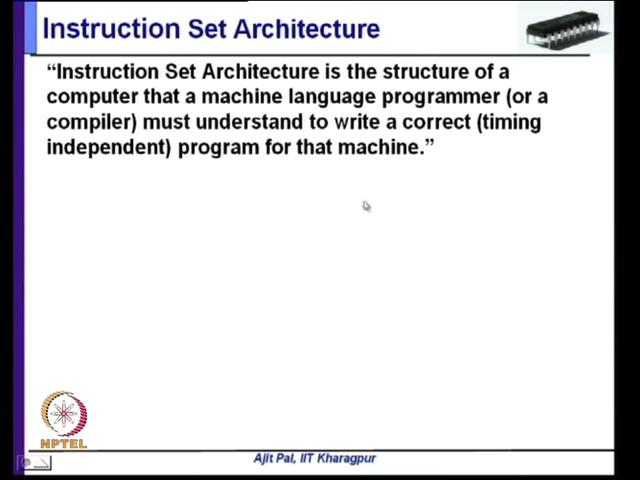 Instruction Set Architecture
“Instruction Set Architecture is the structure of a
computer that a machine language programmer (or a
compiler) must understand to write a correct (timing
independent) program for that machine.”
NPTEL
Ajit Pal, IIT Kharagpur